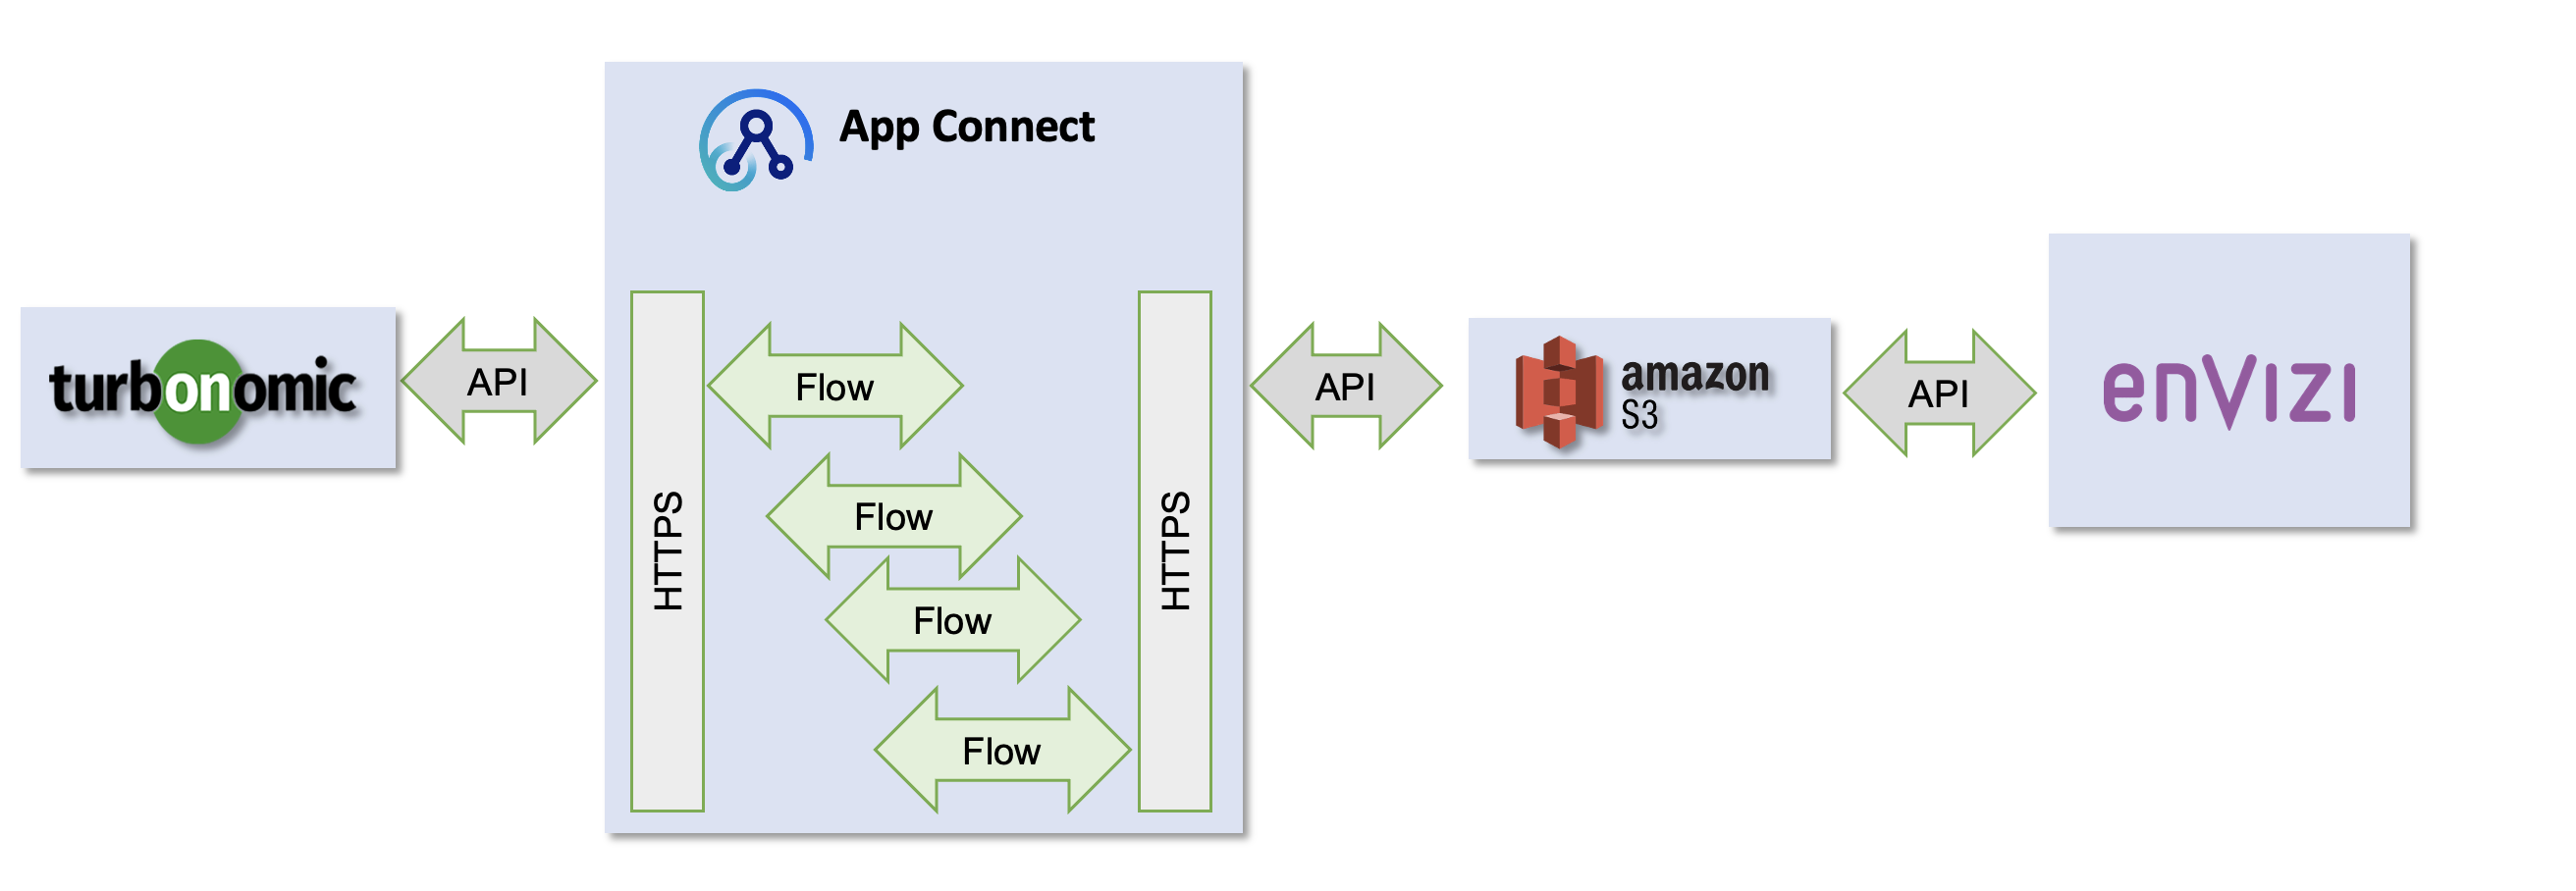 App Connect
turbonomic
API
HTTPS
Flow
Flow
Flow
Flow
HTTPS
API
amazon
S3
API
enVizi